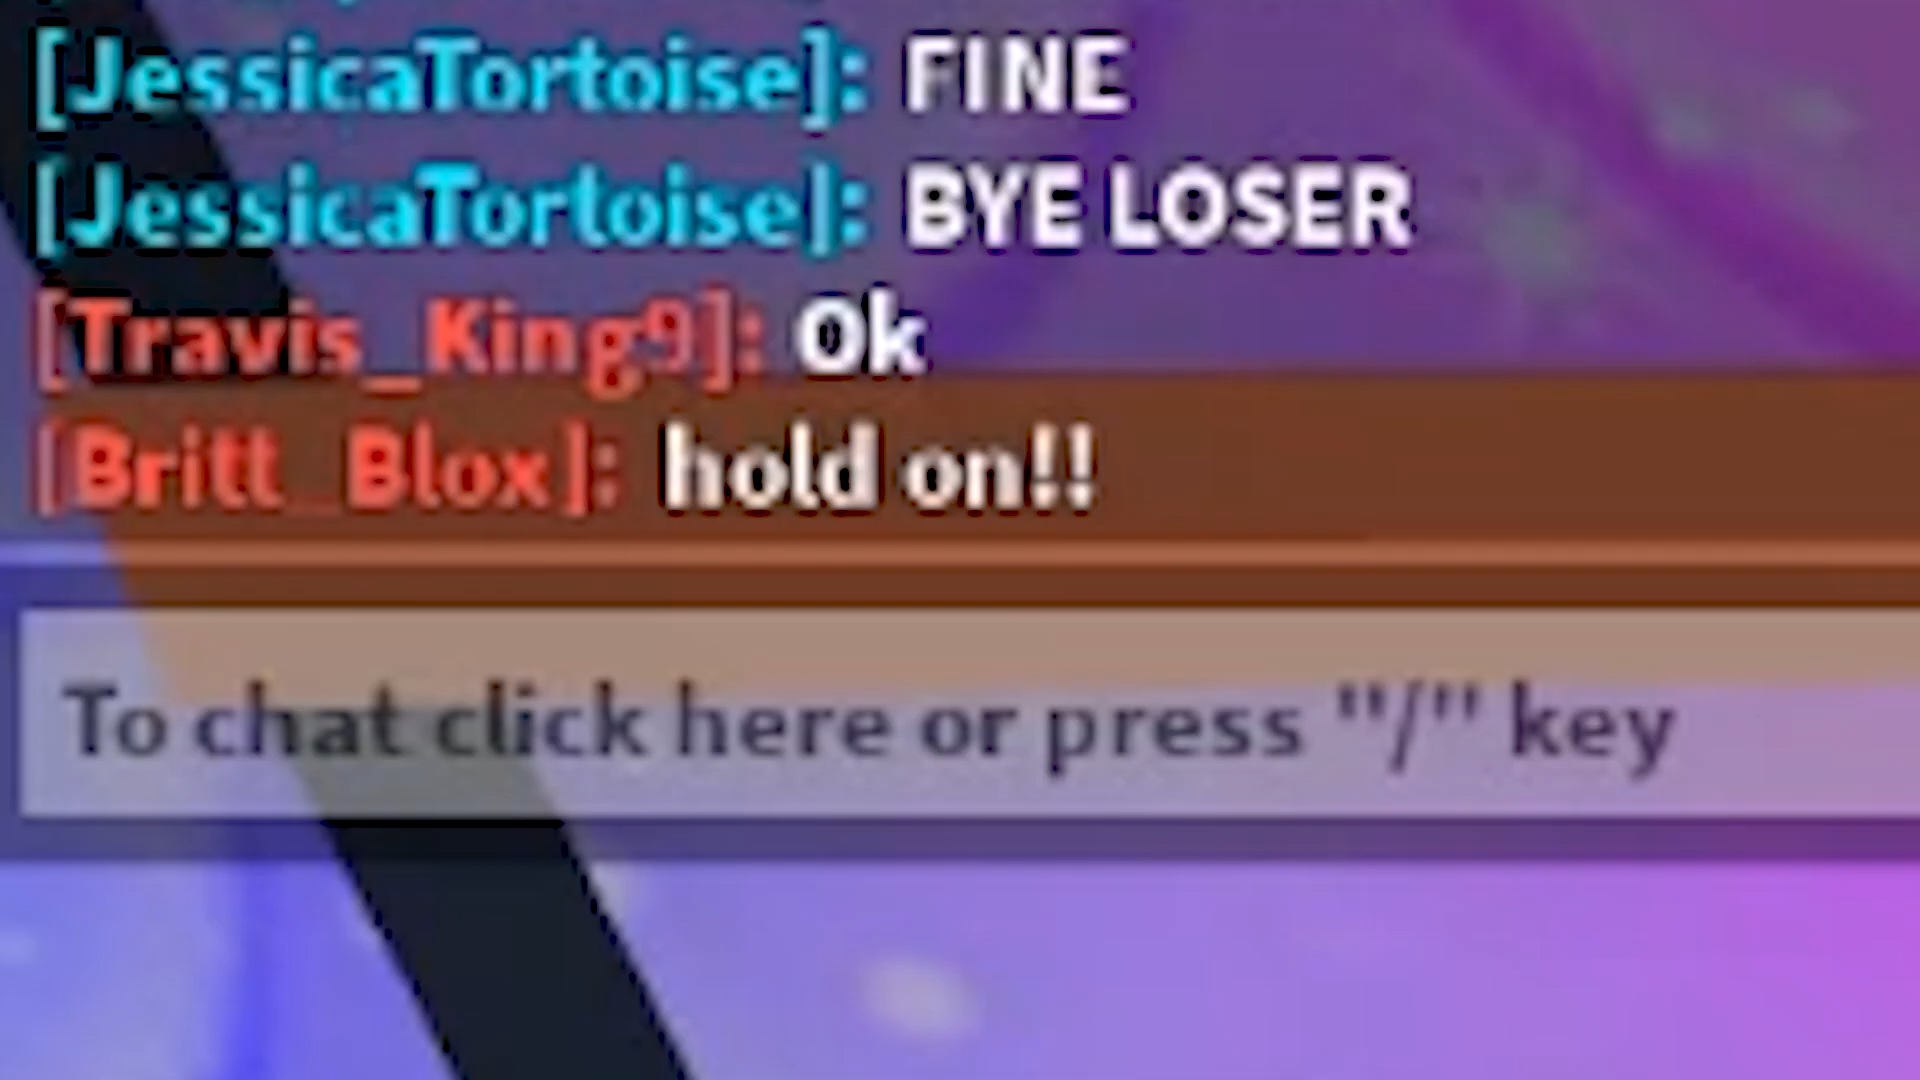 [JessicaTortoise]: FINE
[JessicaTortoise]: BYE LOSER
[Travis_King9]: Ok
[Britt_Blox]: hold on!!
To chat click here or press "/" key